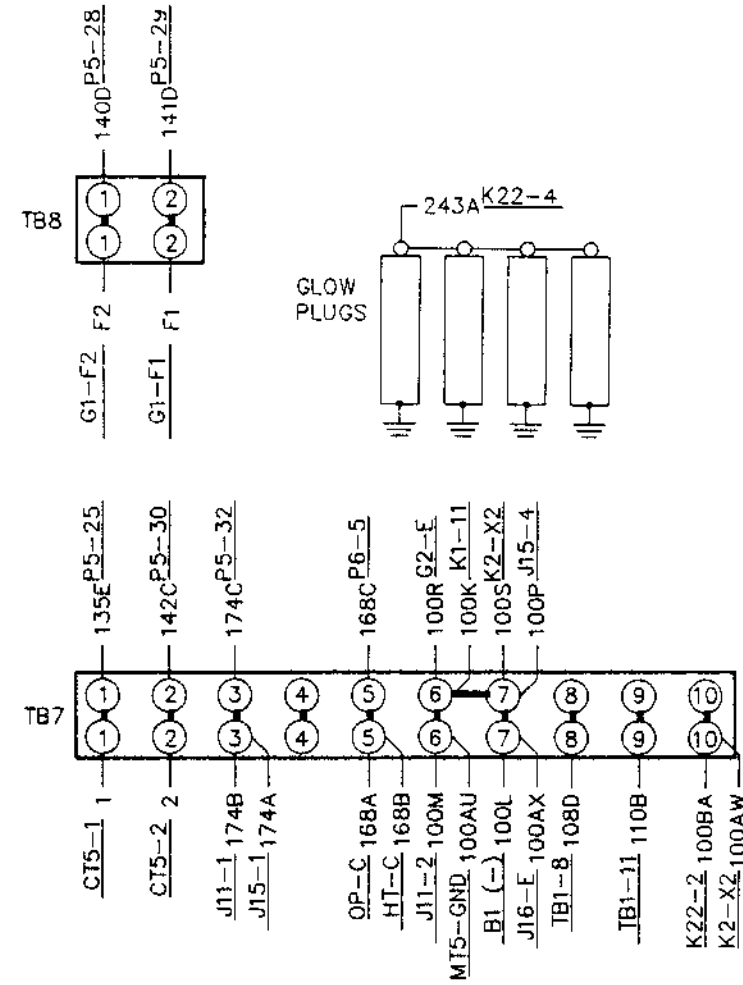 140D P5-28
141D P5-29
TB8
1 2
1 2
G1-F2 F2
G1-F1 F1
243A K22-4
GLOW
PLUGS
135E P5-25
142C P5-30
174C P5-32
168C P6-5
100R G2-E
100K K1-11
100S K2-X2
100P J15-4
TB7
1 2 3 4 5 6 7 8 9 10
1 2 3 4 5 6 7 8 9 10
CT5-1 1
CT5-2 2
J11-1 174B
J15-1 174A
OP-C 168A
HT-C 168B
J11-2 100M
MT5-GND 100AU
B1 (-) 100L
J16-E 100AX
TB1-8 108D
TB1-11 110B
K22-2 100BA
K2-X2 100AW